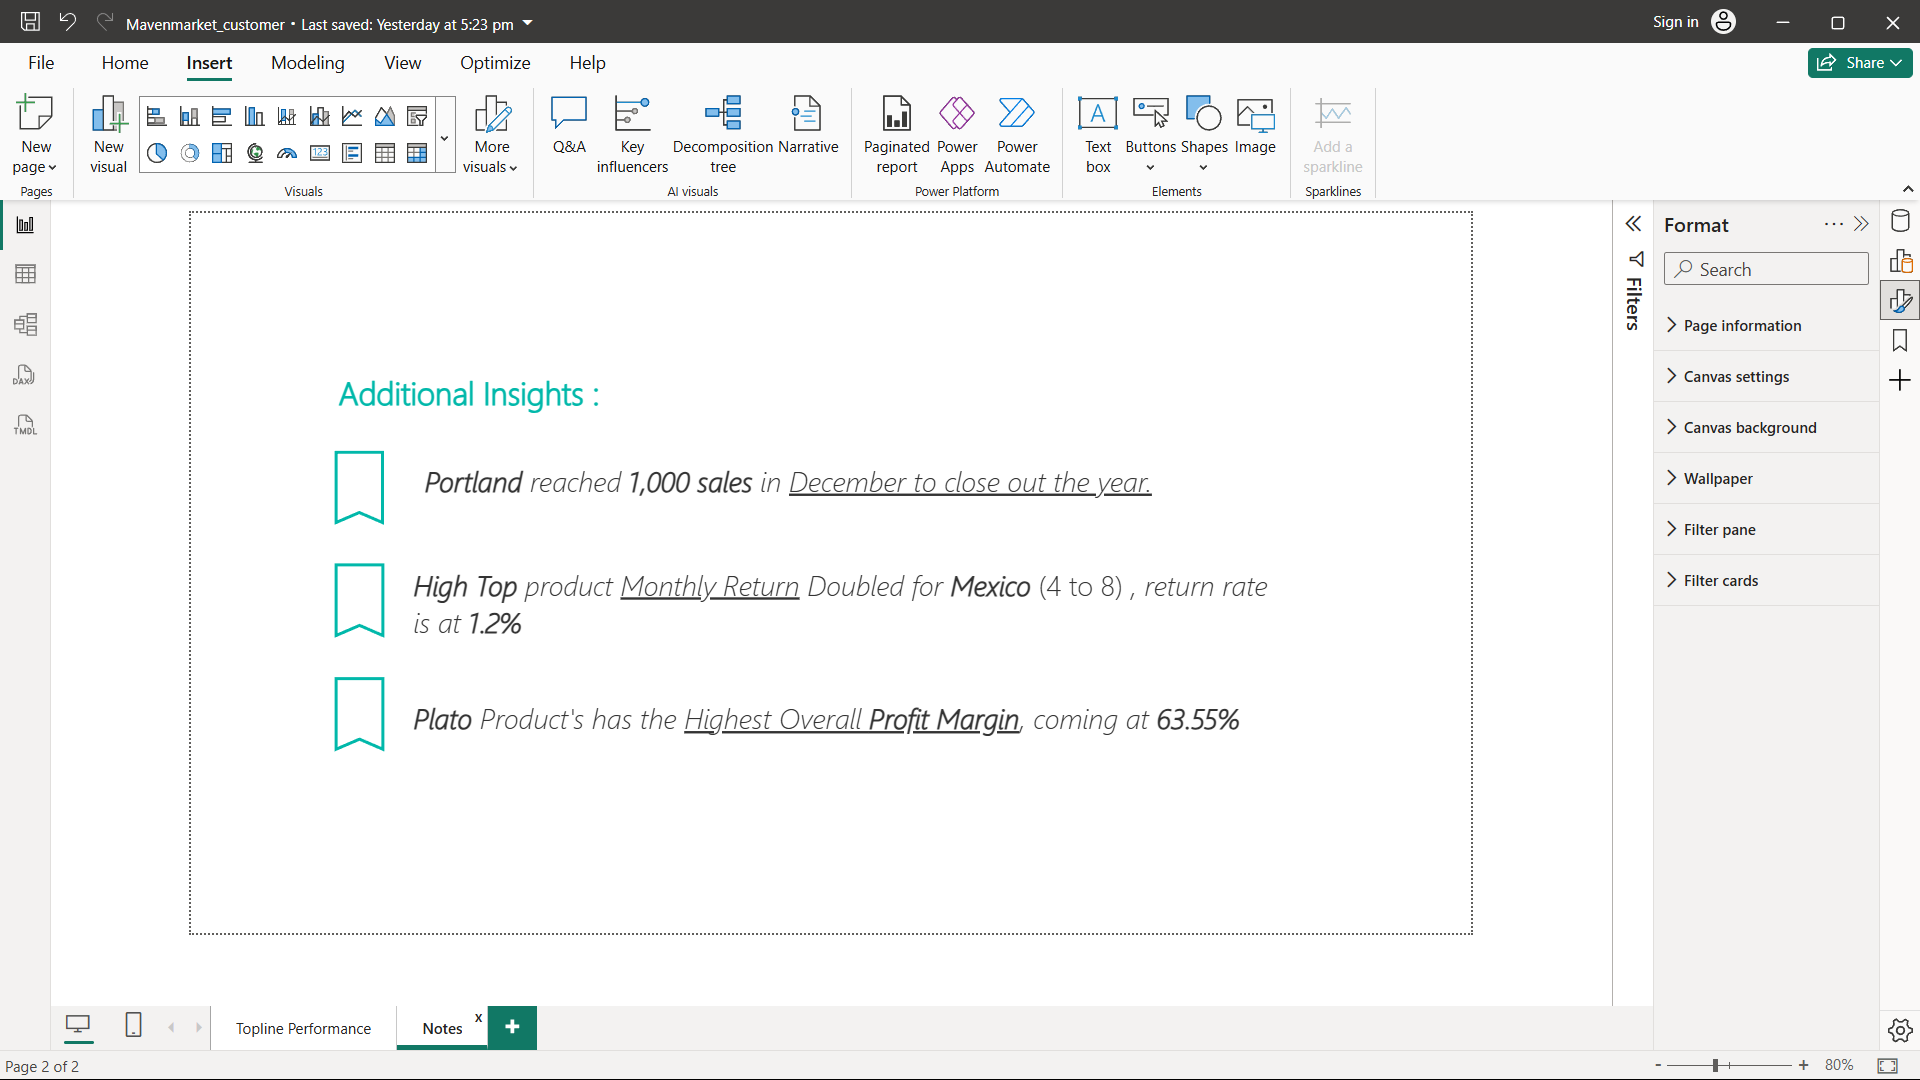 Mavenmarket_customer • Last saved: Yesterday at 5:23 pm
Sign in
File Home Insert Modeling View Optimize Help
Share
New page
New visual
More visuals
Q&A
Key influencers
Decomposition tree
Narrative
Paginated report
Power Apps
Power Automate
Text box
Buttons
Shapes
Image
Add a sparkline
Pages
Visuals
AI visuals
Power Platform
Elements
Sparklines
123
A
DAX
TMDL
Additional Insights :
Portland reached 1,000 sales in December to close out the year.
High Top product Monthly Return Doubled for Mexico (4 to 8) , return rate
is at 1.2%
Plato Product's has the Highest Overall Profit Margin, coming at 63.55%
Filters
Format
Search
Page information
Canvas settings
Canvas background
Wallpaper
Filter pane
Filter cards
Topline Performance
Notes x
+
Page 2 of 2
- + 80%